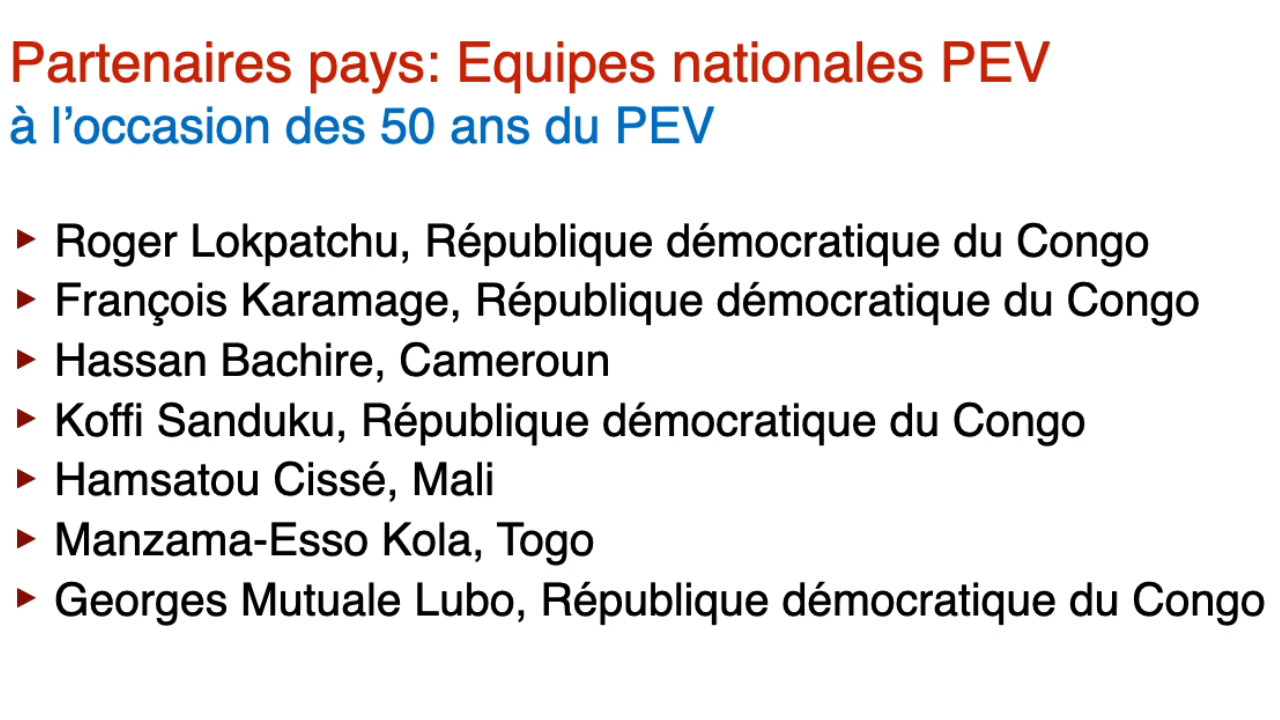 Partenaires pays: Equipes nationales PEV
à l’occasion des 50 ans du PEV
▸ Roger Lokpatchu, République démocratique du Congo
▸ François Karamage, République démocratique du Congo
▸ Hassan Bachire, Cameroun
▸ Koffi Sanduku, République démocratique du Congo
▸ Hamsatou Cissé, Mali
▸ Manzama-Esso Kola, Togo
▸ Georges Mutuale Lubo, République démocratique du Congo